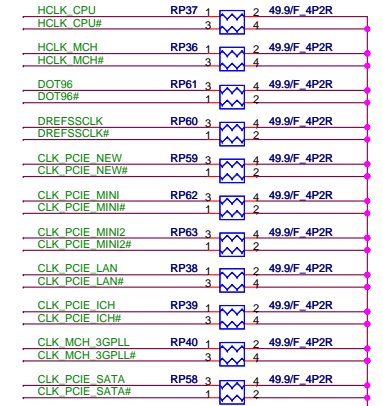 HCLK_CPU RP37 1 2 49.9/F_4P2R
HCLK_CPU# 3 4
HCLK_MCH RP36 1 2 49.9/F_4P2R
HCLK_MCH# 3 4
DOT96 RP61 3 4 49.9/F_4P2R
DOT96# 1 2
DREFSSCLK RP60 3 4 49.9/F_4P2R
DREFSSCLK# 1 2
CLK_PCIE_NEW RP59 3 4 49.9/F_4P2R
CLK_PCIE_NEW# 1 2
CLK_PCIE_MINI RP62 3 4 49.9/F_4P2R
CLK_PCIE_MINI# 1 2
CLK_PCIE_MINI2 RP63 3 4 49.9/F_4P2R
CLK_PCIE_MINI2# 1 2
CLK_PCIE_LAN RP38 1 2 49.9/F_4P2R
CLK_PCIE_LAN# 3 4
CLK_PCIE_ICH RP39 1 2 49.9/F_4P2R
CLK_PCIE_ICH# 3 4
CLK_MCH_3GPLL RP40 1 2 49.9/F_4P2R
CLK_MCH_3GPLL# 3 4
CLK_PCIE_SATA RP58 3 4 49.9/F_4P2R
CLK_PCIE_SATA# 1 2